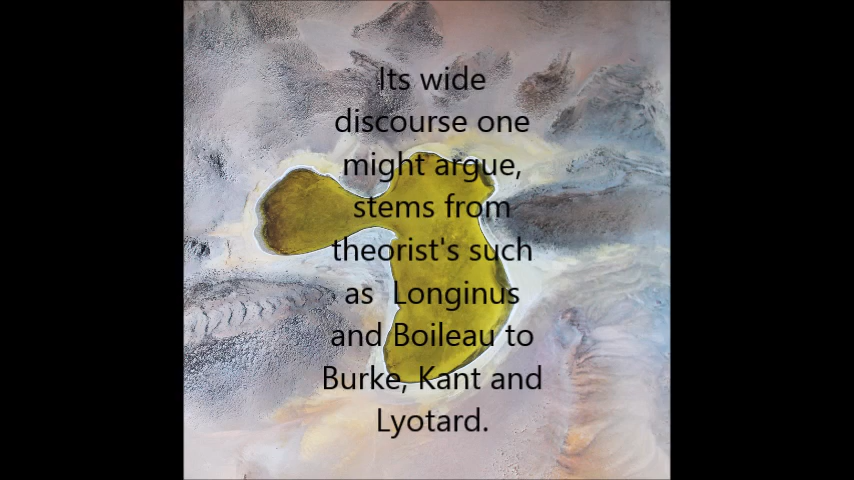 Its wide
discourse one
might argue,
stems from
theorist's such
as  Longinus
and Boileau to
Burke, Kant and
Lyotard.